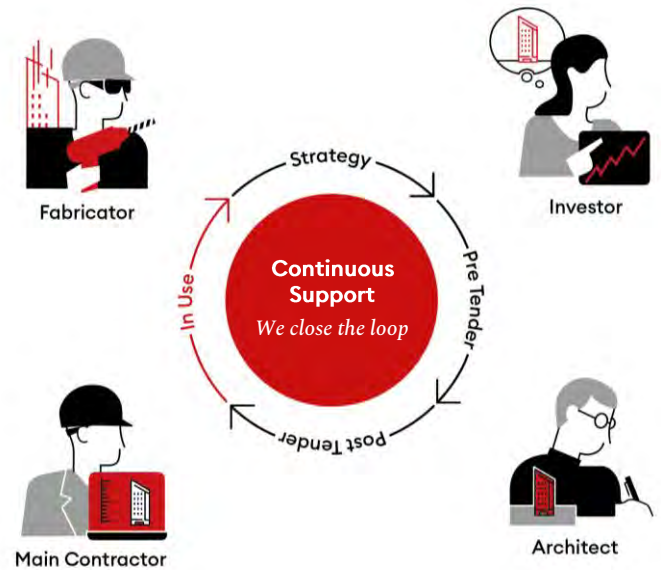 Strategy
Fabricator
Investor
Continuous
Support
We close the loop
In Use
Pre Tender
Post Tender
Main Contractor
Architect